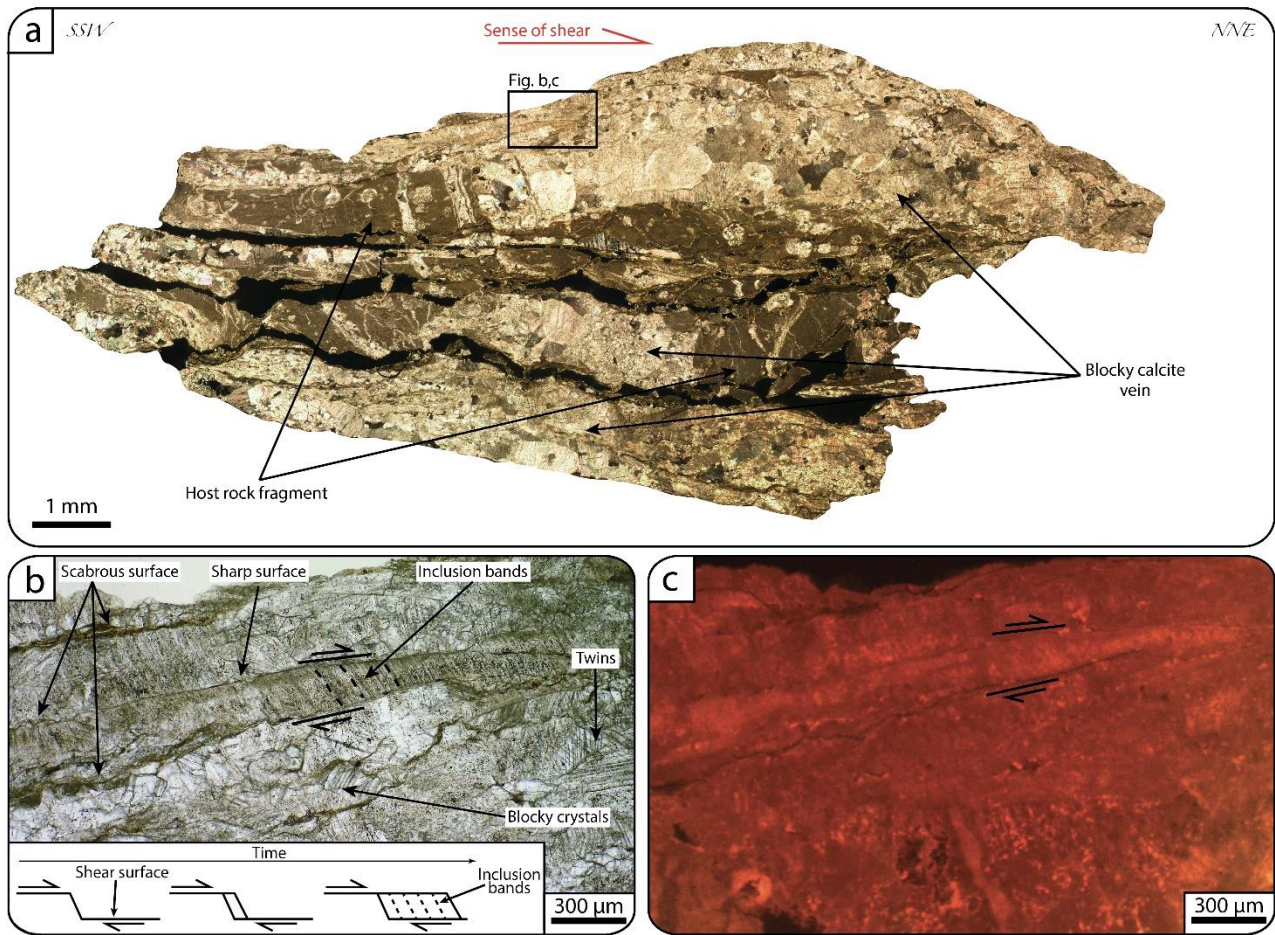 a
SSW
Sense of shear
NNE
Fig. b,c
Blocky calcite
vein
Host rock fragment
1 mm
b
Scabrous surface
Sharp surface
Inclusion bands
Twins
Blocky crystals
Time
Shear surface
Inclusion
bands
300 µm
c
300 µm